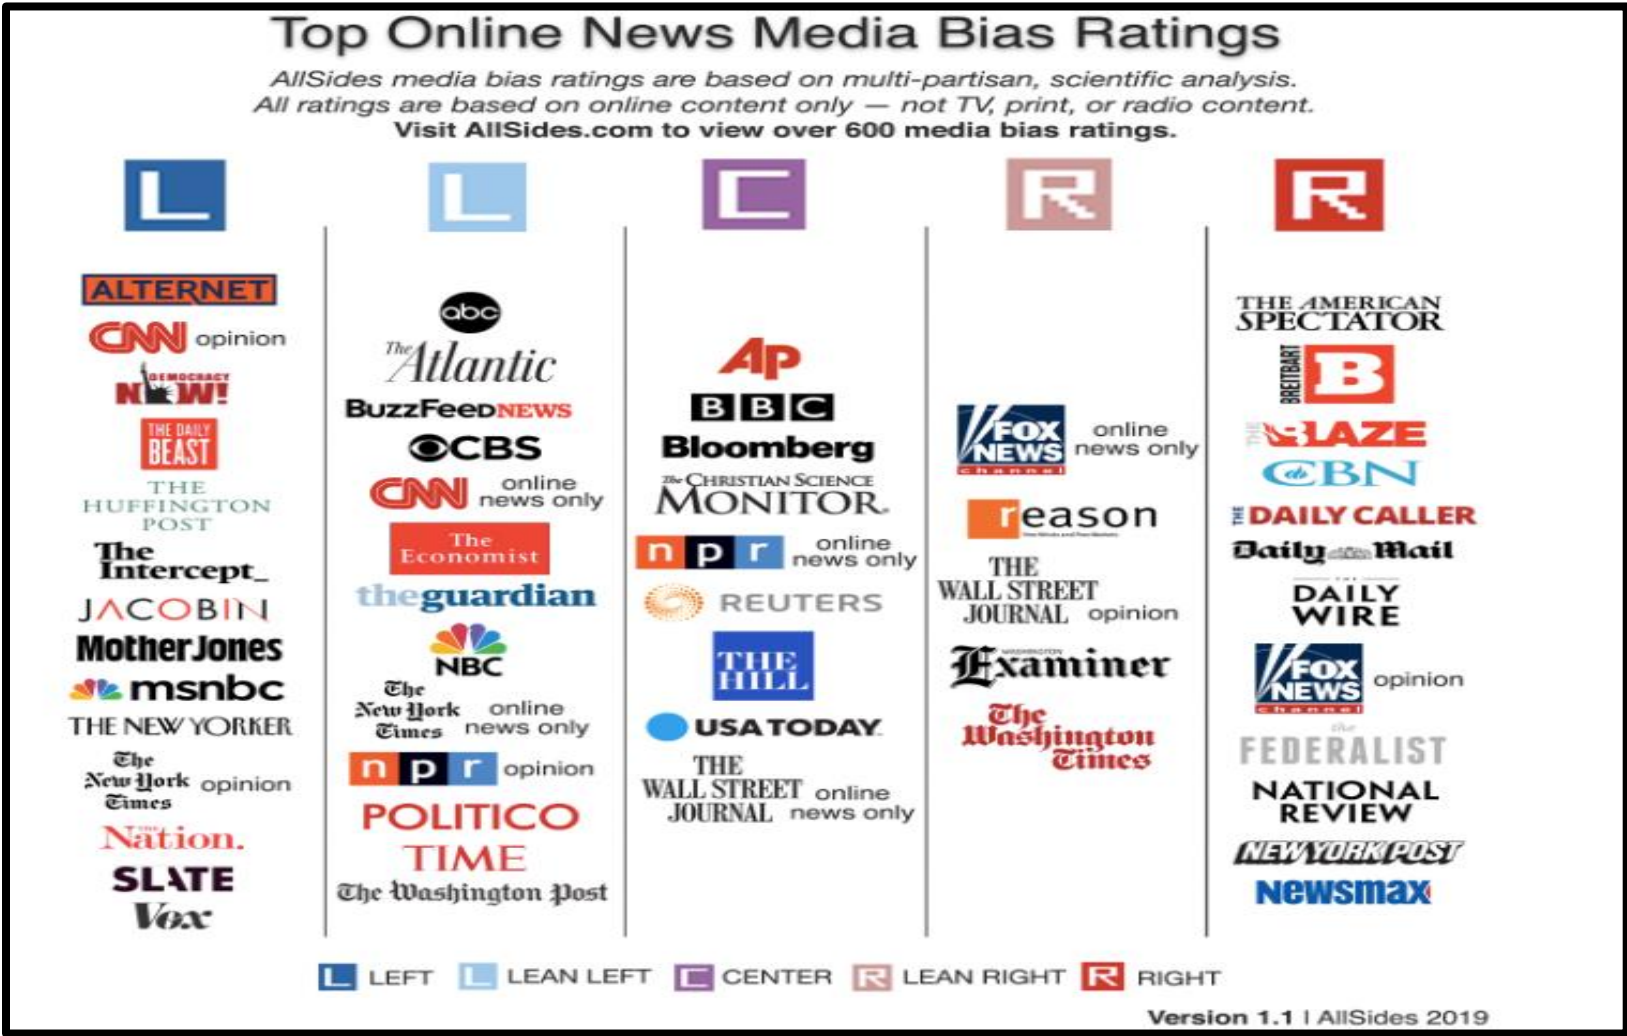 Top Online News Media Bias Ratings
AllSides media bias ratings are based on multi-partisan, scientific analysis.
All ratings are based on online content only — not TV, print, or radio content.
Visit AllSides.com to view over 600 media bias ratings.
L
ALTERNET
CNN opinion
DEMOCRACY
NOW!
THE DAILY
BEAST
THE
HUFFINGTON
POST
The
Intercept_
JACOBIN
MotherJones
msnbc
THE NEW YORKER
The
New York
Times
opinion
The
Nation.
SLATE
Vox
L
abc
The Atlantic
BuzzFeedNEWS
CBS
CNN
online
news only
The
Economist
theguardian
NBC
The
New York
Times
online
news only
npr opinion
POLITICO
TIME
The Washington Post
C
AP
BBC
Bloomberg
The CHRISTIAN SCIENCE
MONITOR
npr
online
news only
REUTERS
THE
HILL
USA TODAY
THE
WALL STREET
JOURNAL
online
news only
R
FOX
NEWS
channel
online
news only
reason
Free Minds and Free Markets
THE
WALL STREET
JOURNAL opinion
WASHINGTON
Examiner
The
Washington
Times
R
THE AMERICAN
SPECTATOR
BREITBART
B
THE BLAZE
CBN
THE DAILY CALLER
Daily Mail
THE
DAILY
WIRE
FOX
NEWS
channel
opinion
the
FEDERALIST
NATIONAL
REVIEW
NEW YORK POST
Newsmax
L LEFT L LEAN LEFT C CENTER R LEAN RIGHT R RIGHT
Version 1.1 | AllSides 2019